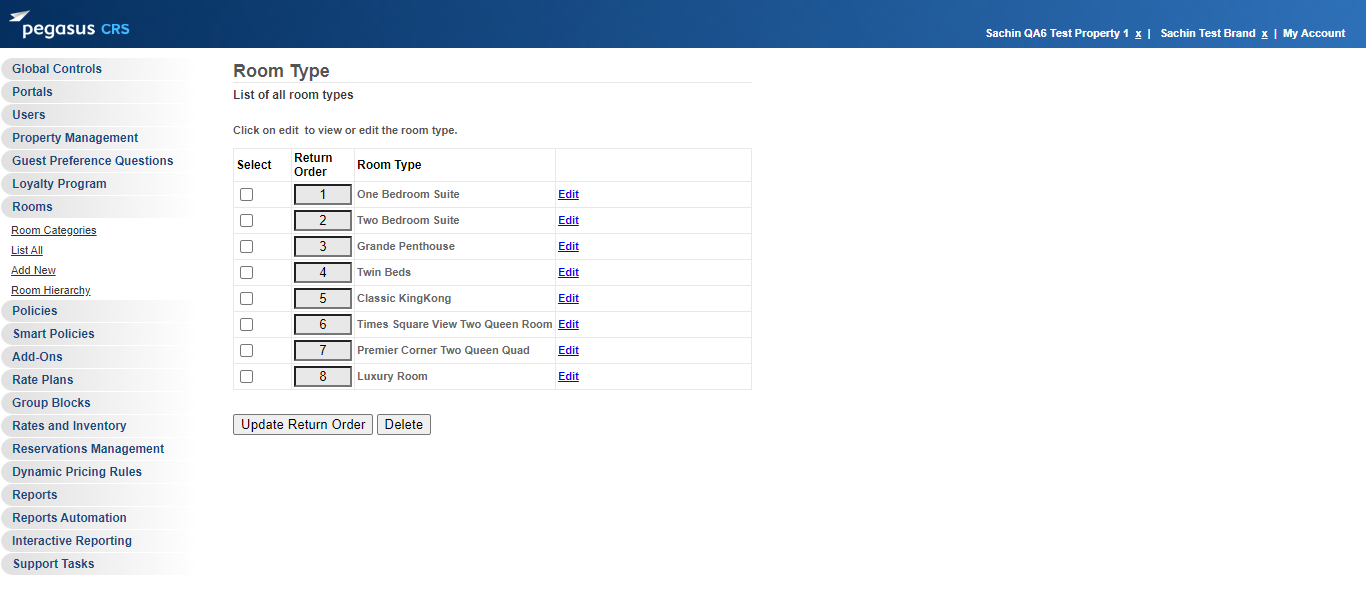 pegasus CRS
Sachin QA6 Test Property 1 x | Sachin Test Brand x | My Account
Global Controls
Portals
Users
Property Management
Guest Preference Questions
Loyalty Program
Rooms
Room Categories
List All
Add New
Room Hierarchy
Policies
Smart Policies
Add-Ons
Rate Plans
Group Blocks
Rates and Inventory
Reservations Management
Dynamic Pricing Rules
Reports
Reports Automation
Interactive Reporting
Support Tasks
Room Type
List of all room types
Click on edit to view or edit the room type.
Select Return Order Room Type
1 One Bedroom Suite Edit
2 Two Bedroom Suite Edit
3 Grande Penthouse Edit
4 Twin Beds Edit
5 Classic KingKong Edit
6 Times Square View Two Queen Room Edit
7 Premier Corner Two Queen Quad Edit
8 Luxury Room Edit
Update Return Order Delete